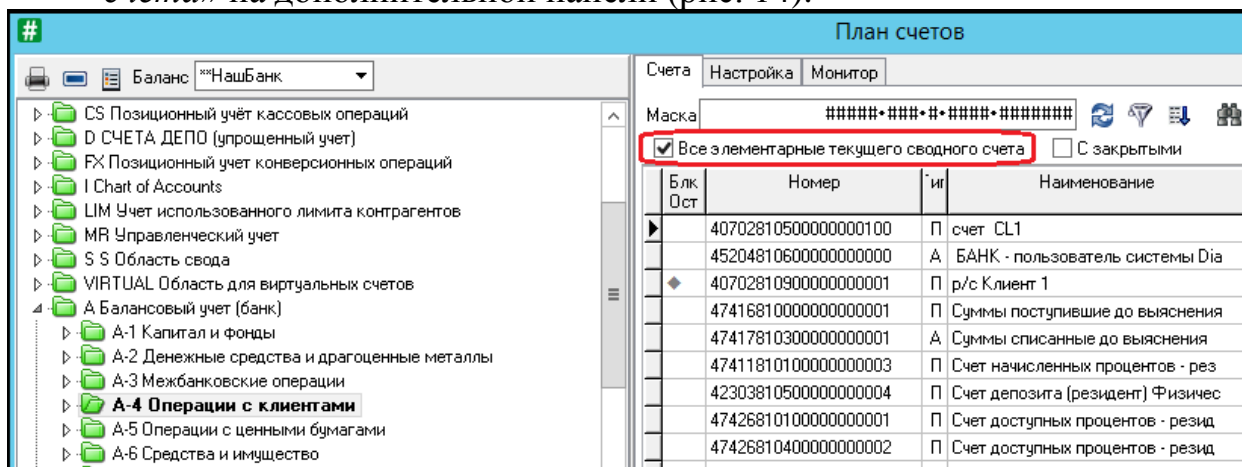 счета» на дополнительной панели (рис. 14).
# План счетов
Баланс **НашБанк
CS Позиционный учёт кассовых операций
D СЧЕТА ДЕПО (упрощенный учет)
FX Позиционный учет конверсионных операций
I Chart of Accounts
LIM Учет использованного лимита контрагентов
MR Управленческий учет
S S Область свода
VIRTUAL Область для виртуальных счетов
A Балансовый учет (банк)
A-1 Капитал и фонды
A-2 Денежные средства и драгоценные металлы
A-3 Межбанковские операции
A-4 Операции с клиентами
A-5 Операции с ценными бумагами
A-6 Средства и имущество
Счета Настройка Монитор
Маска #####•###•#•####•#######
Все элементарные текущего сводного счета С закрытыми
Блк Ост Номер Тип Наименование
40702810500000000100 П счет CL1
45204810600000000000 А БАНК - пользователь системы Dia
40702810900000000001 П р/с Клиент 1
47416810000000000001 П Суммы поступившие до выяснения
47417810300000000001 А Суммы списанные до выяснения
47411810100000000003 П Счет начисленных процентов - рез
42303810500000000004 П Счет депозита (резидент) Физичес
47426810100000000001 П Счет доступных процентов - резид
47426810400000000002 П Счет доступных процентов - резид